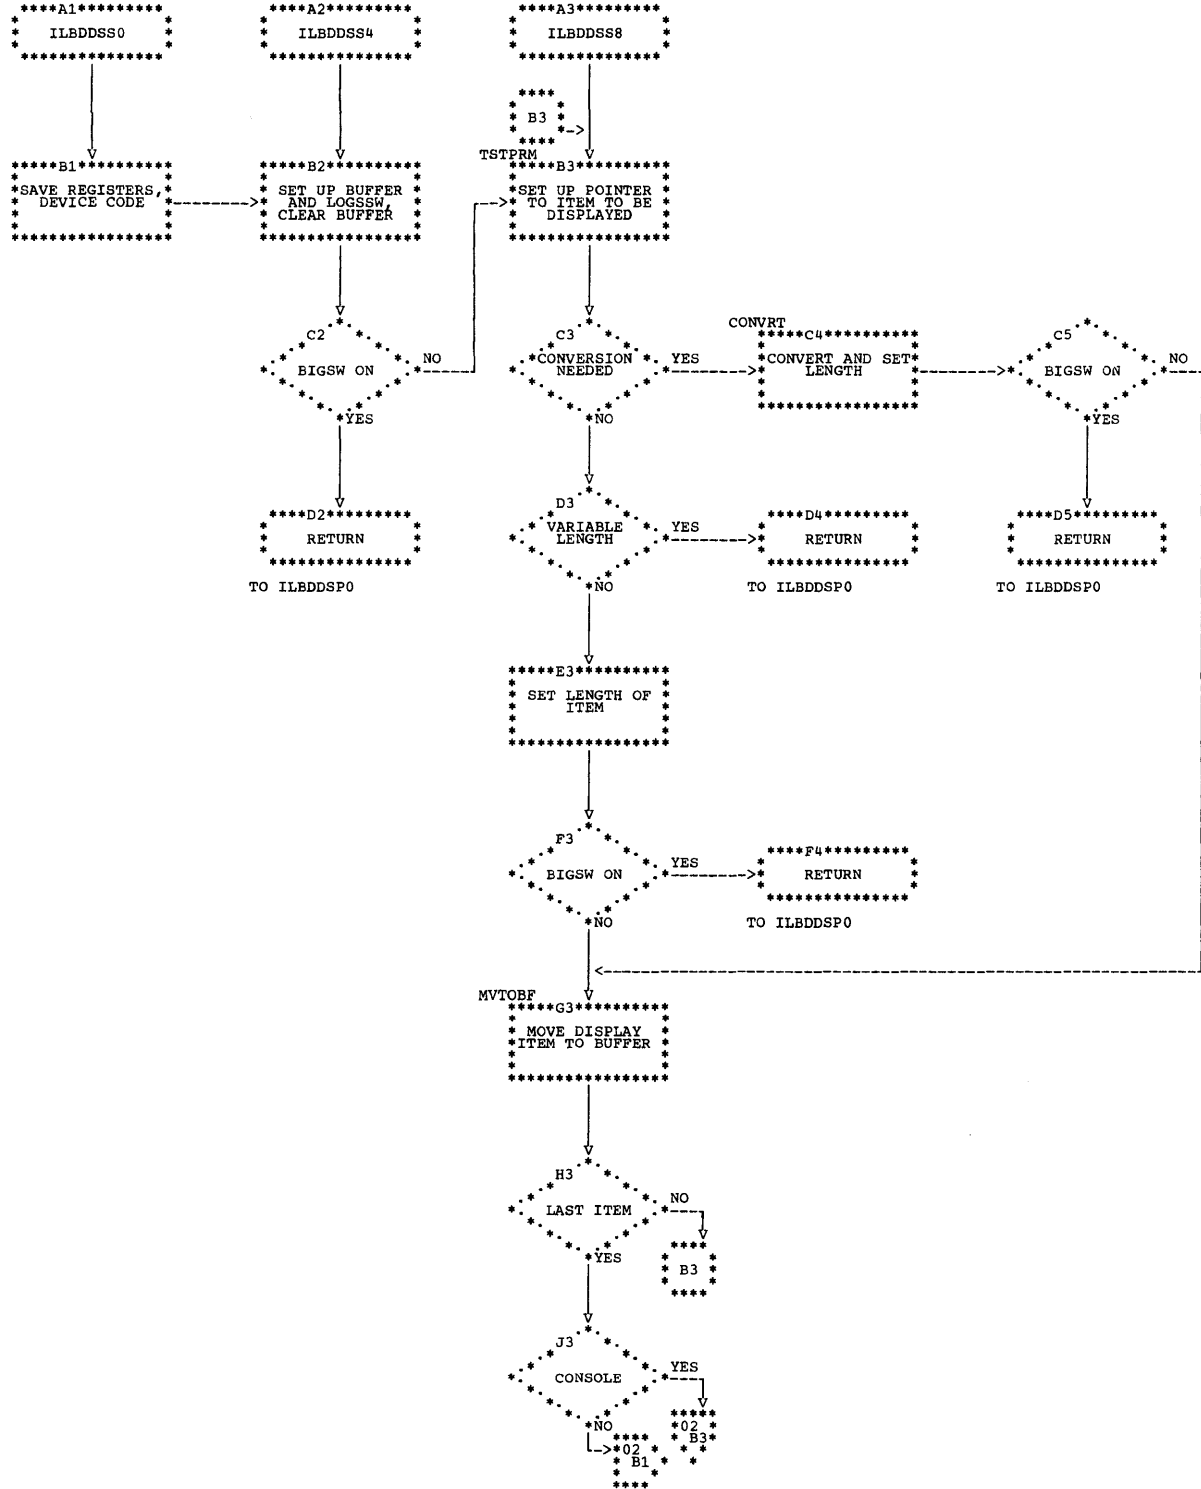 A1
ILBDDSS0
A2
ILBDDSS4
A3
ILBDDSS8
B3
TSTPRM
B1
SAVE REGISTERS,
DEVICE CODE
B2
SET UP BUFFER
AND LOGSSW,
CLEAR BUFFER
B3
SET UP POINTER
TO ITEM TO BE
DISPLAYED
C2
BIGSW ON
NO
YES
C3
CONVERSION
NEEDED
YES
NO
CONVRT
C4
CONVERT AND SET
LENGTH
C5
BIGSW ON
NO
YES
D2
RETURN
TO ILBDDSP0
D3
VARIABLE
LENGTH
YES
NO
D4
RETURN
TO ILBDDSP0
D5
RETURN
TO ILBDDSP0
E3
SET LENGTH OF
ITEM
F3
BIGSW ON
YES
NO
F4
RETURN
TO ILBDDSP0
MVTOBF
G3
MOVE DISPLAY
ITEM TO BUFFER
H3
LAST ITEM
NO
YES
B3
J3
CONSOLE
YES
NO
02
B3
02
B1